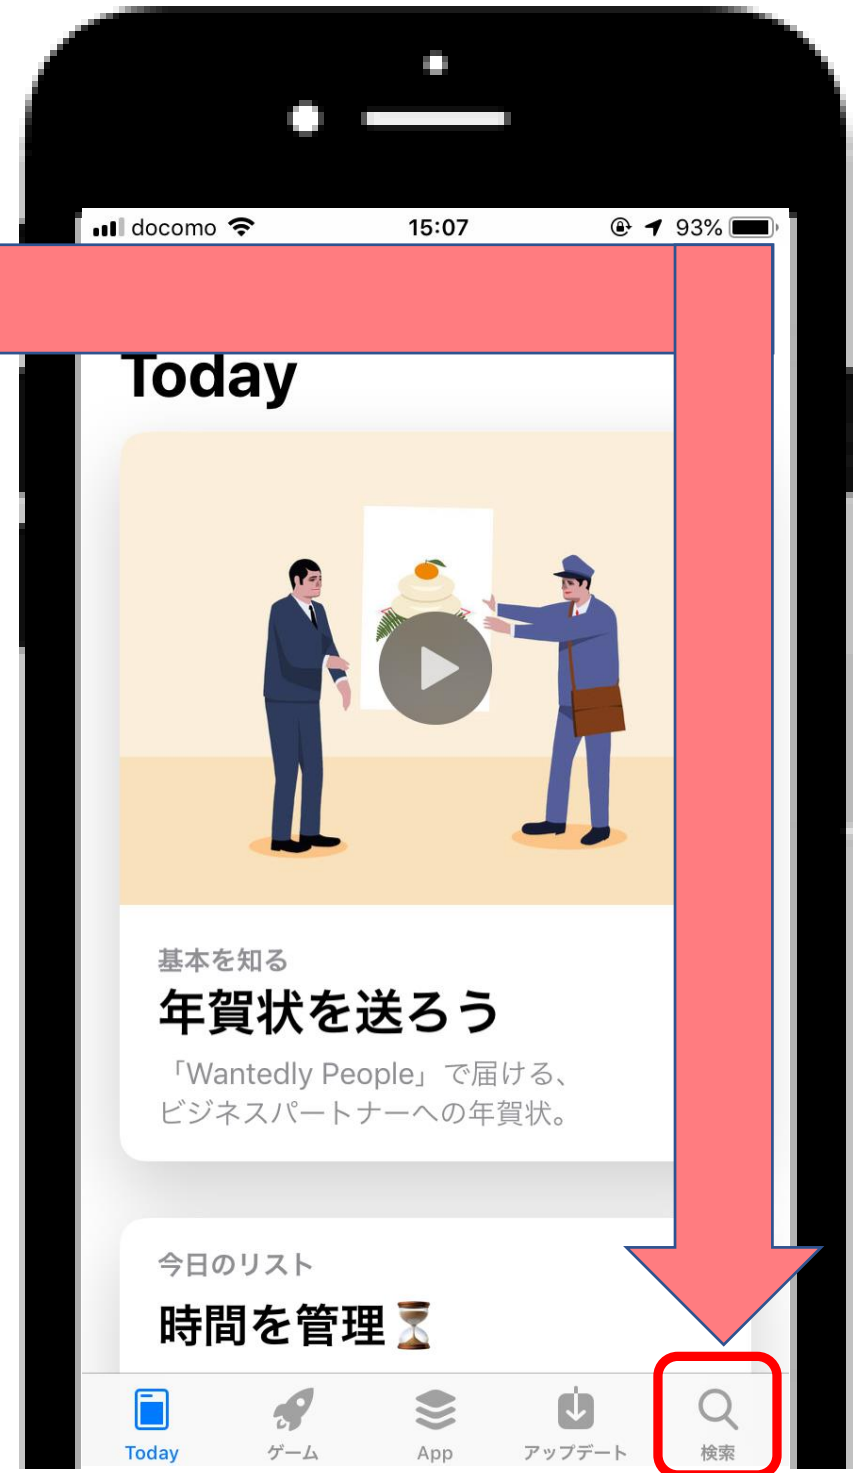 docomo 15:07 93%
Today
基本を知る
年賀状を送ろう
「Wantedly People」で届ける、
ビジネスパートナーへの年賀状。
今日のリスト
時間を管理⏳
Today ゲーム App アップデート 検索